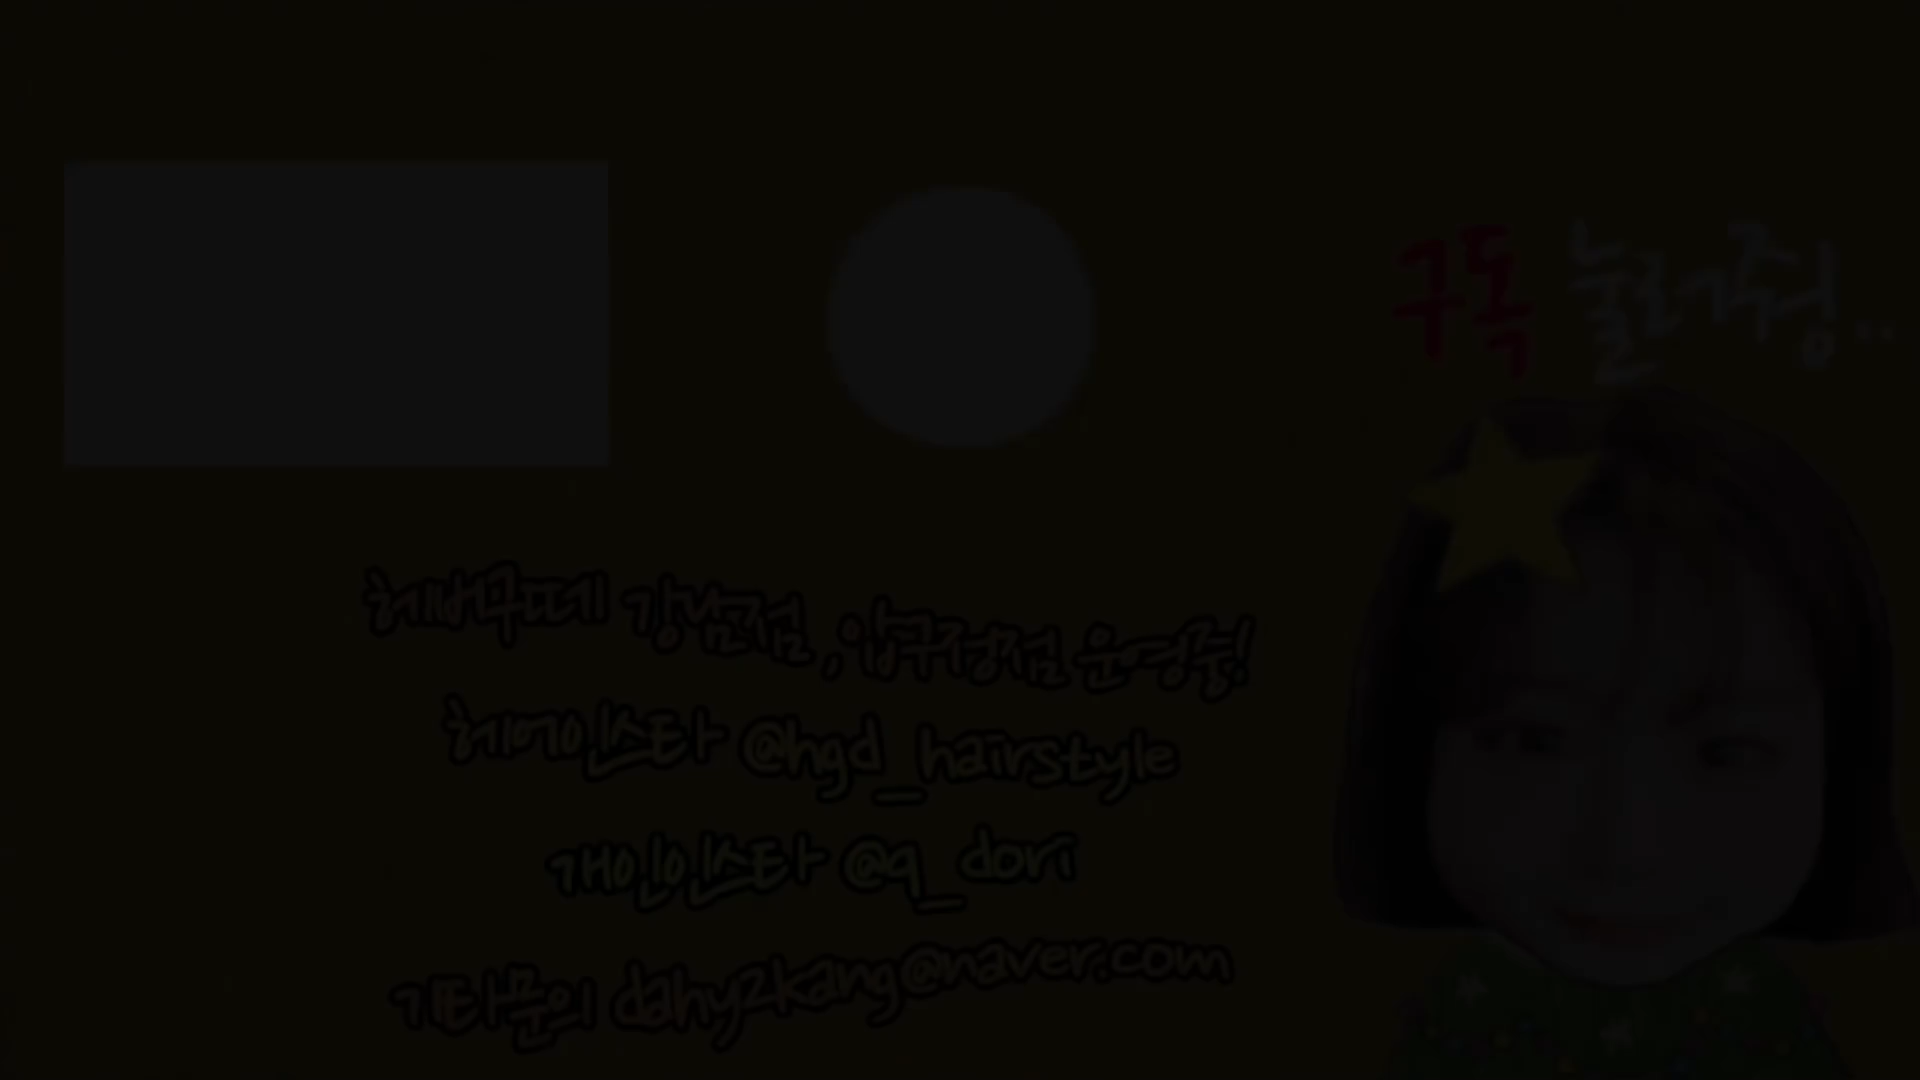 구독 눌러줭..
헤어구띠 강남점, 압구정점 운영중!
헤어인스타 @hgd_hairstyle
개인인스타 @q_dori
기타문의 dahy2kang@naver.com